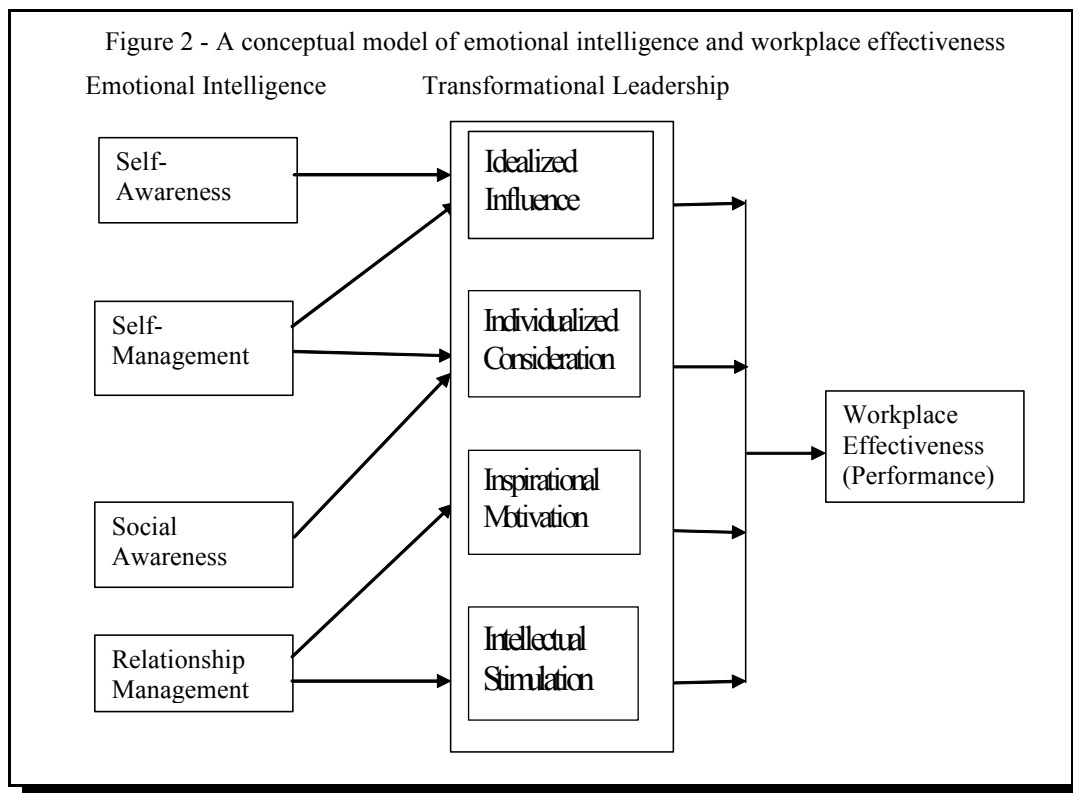 Figure 2 - A conceptual model of emotional intelligence and workplace effectiveness
Emotional Intelligence
Transformational Leadership
Self-
Awareness
Self-
Management
Social
Awareness
Relationship
Management
Idealized
Influence
Individualized
Consideration
Inspirational
Motivation
Intellectual
Stimulation
Workplace
Effectiveness
(Performance)